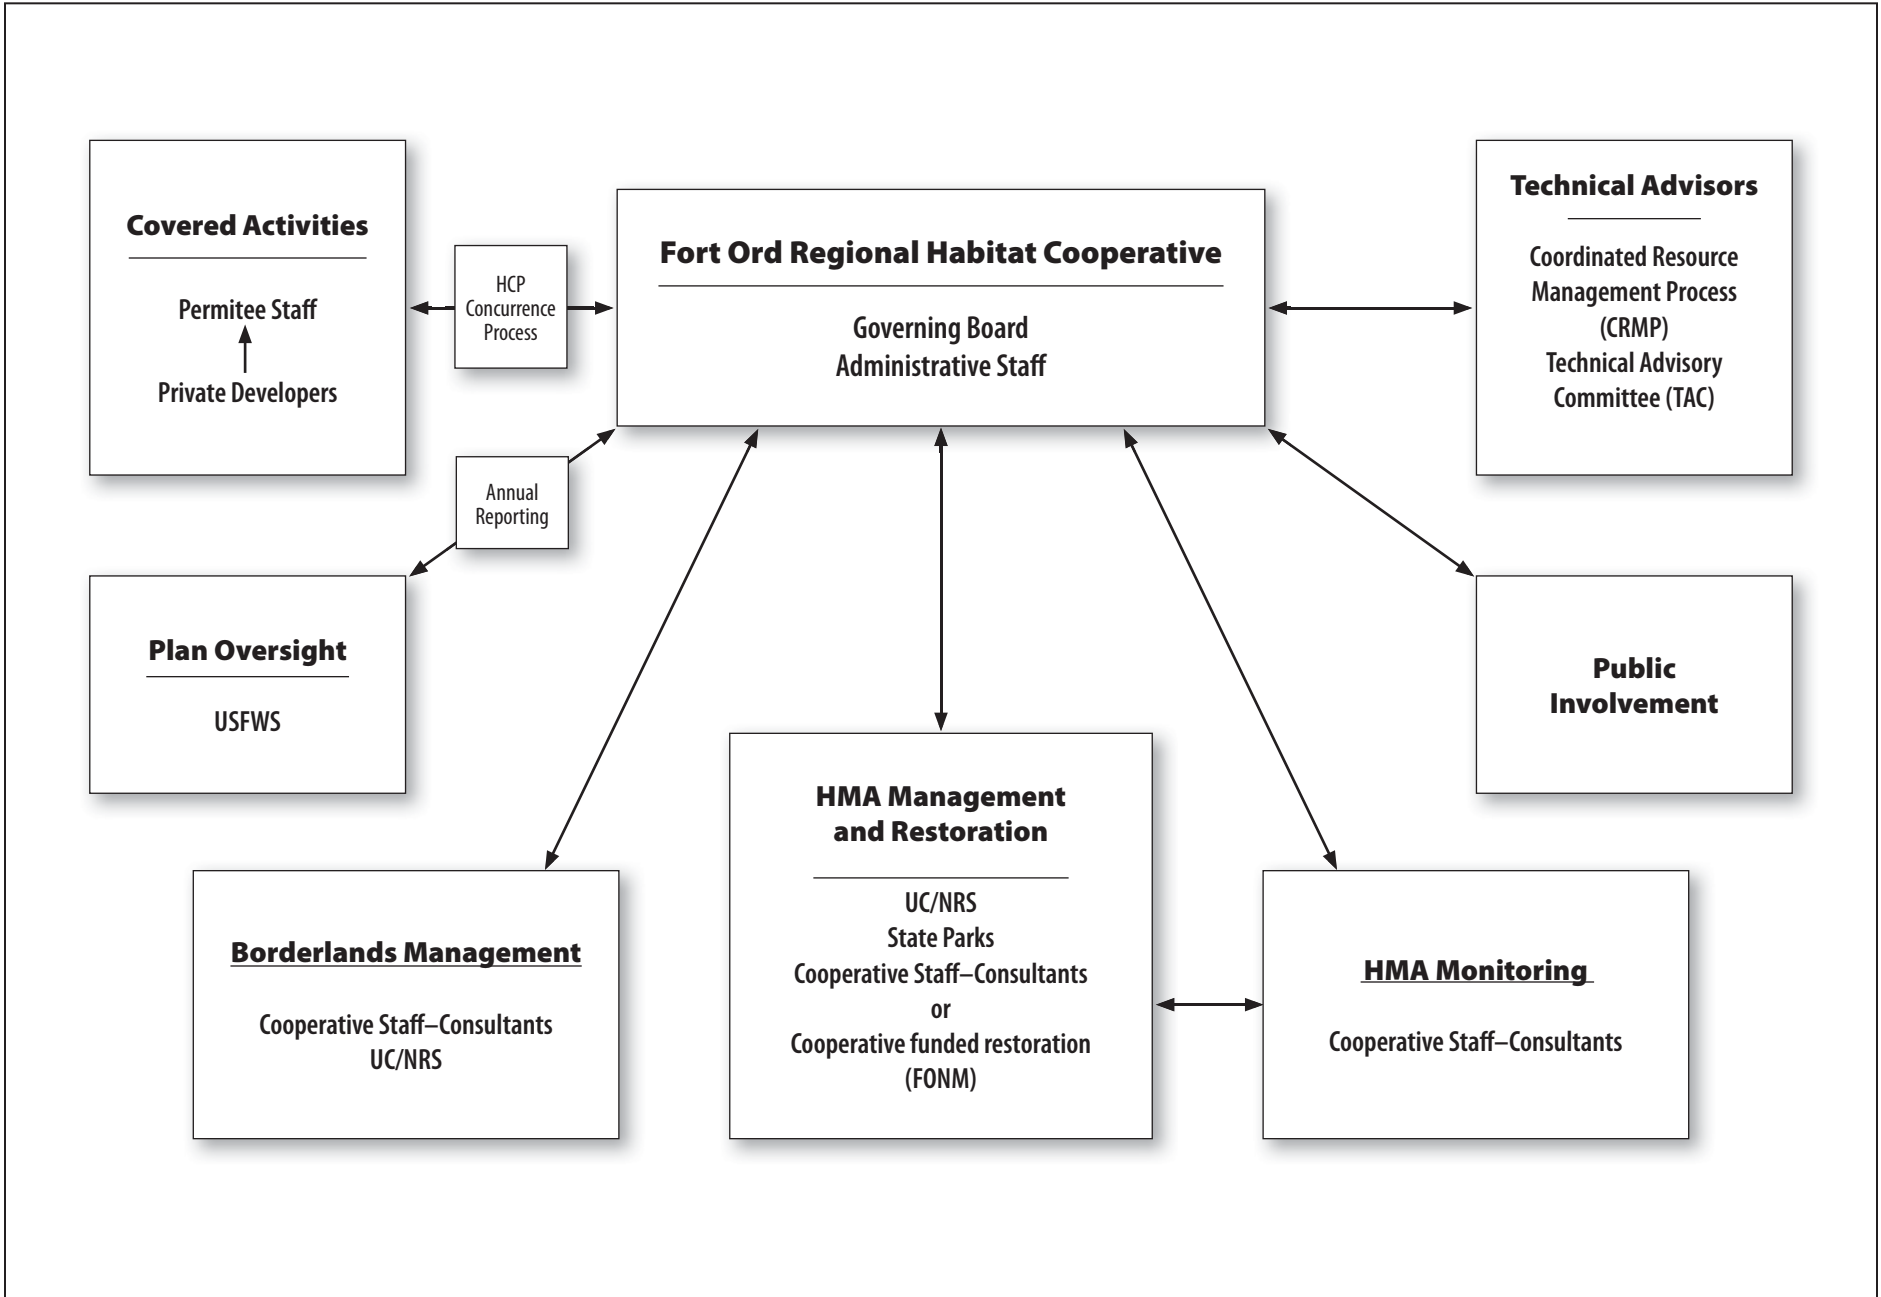 Covered Activities
Permitee Staff
Private Developers
HCP
Concurrence
Process
Fort Ord Regional Habitat Cooperative
Governing Board
Administrative Staff
Technical Advisors
Coordinated Resource
Management Process
(CRMP)
Technical Advisory
Committee (TAC)
Annual
Reporting
Plan Oversight
USFWS
Public
Involvement
Borderlands Management
Cooperative Staff–Consultants
UC/NRS
HMA Management
and Restoration
UC/NRS
State Parks
Cooperative Staff–Consultants
or
Cooperative funded restoration
(FONM)
HMA Monitoring
Cooperative Staff–Consultants